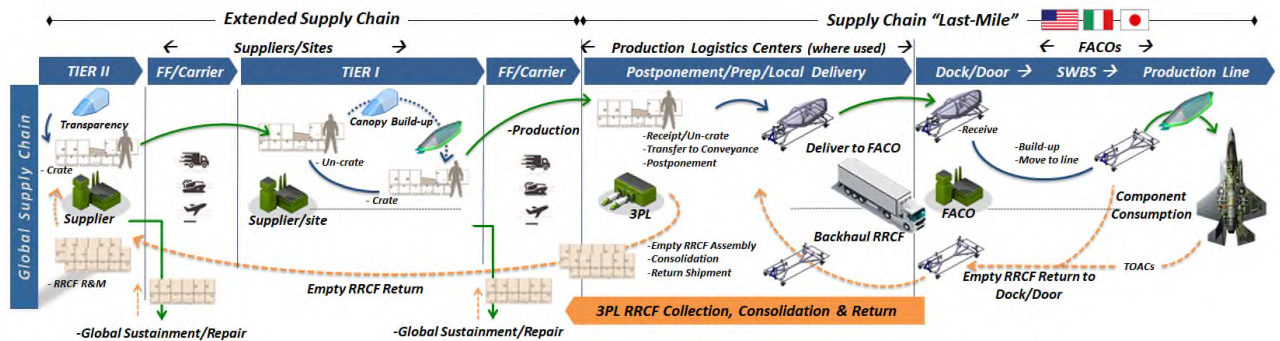 Extended Supply Chain
Supply Chain “Last-Mile”
Suppliers/Sites
Production Logistics Centers (where used)
FACOs
TIER II
FF/Carrier
TIER I
FF/Carrier
Postponement/Prep/Local Delivery
Dock/Door
SWBS
Production Line
Global Supply Chain
Transparency
- Crate
Supplier
- RRCF R&M
-Global Sustainment/Repair
Canopy Build-up
- Un-crate
- Crate
Supplier/site
Empty RRCF Return
-Global Sustainment/Repair
-Production
-Receipt/Un-crate
-Transfer to Conveyance
-Postponement
3PL
-Empty RRCF Assembly
-Consolidation
-Return Shipment
Deliver to FACO
Backhaul RRCF
3PL RRCF Collection, Consolidation & Return
-Receive
-Build-up
-Move to line
FACO
Component
Consumption
TOACs
Empty RRCF Return to
Dock/Door